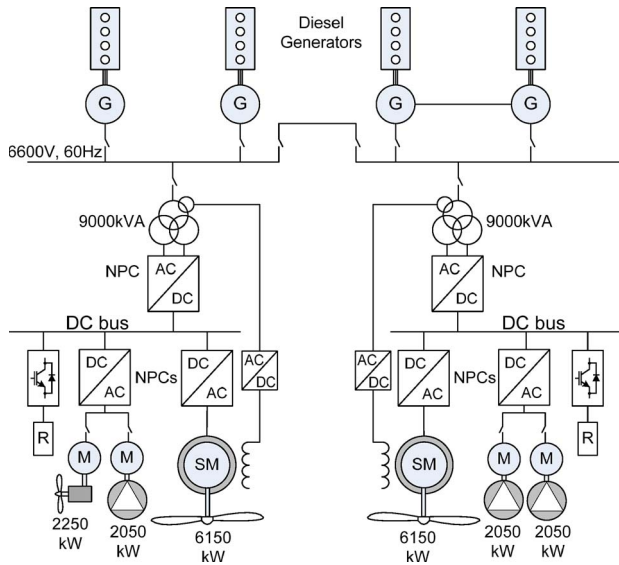 Diesel
Generators
G
G
G
G
6600V, 60Hz
9000kVA
9000kVA
NPC
AC
DC
AC
DC
NPC
DC bus
DC bus
DC
AC
NPCs
DC
AC
AC
DC
AC
DC
DC
AC
NPCs
DC
AC
R
M
M
SM
SM
M
M
R
2250
kW
2050
kW
6150
kW
6150
kW
2050
kW
2050
kW